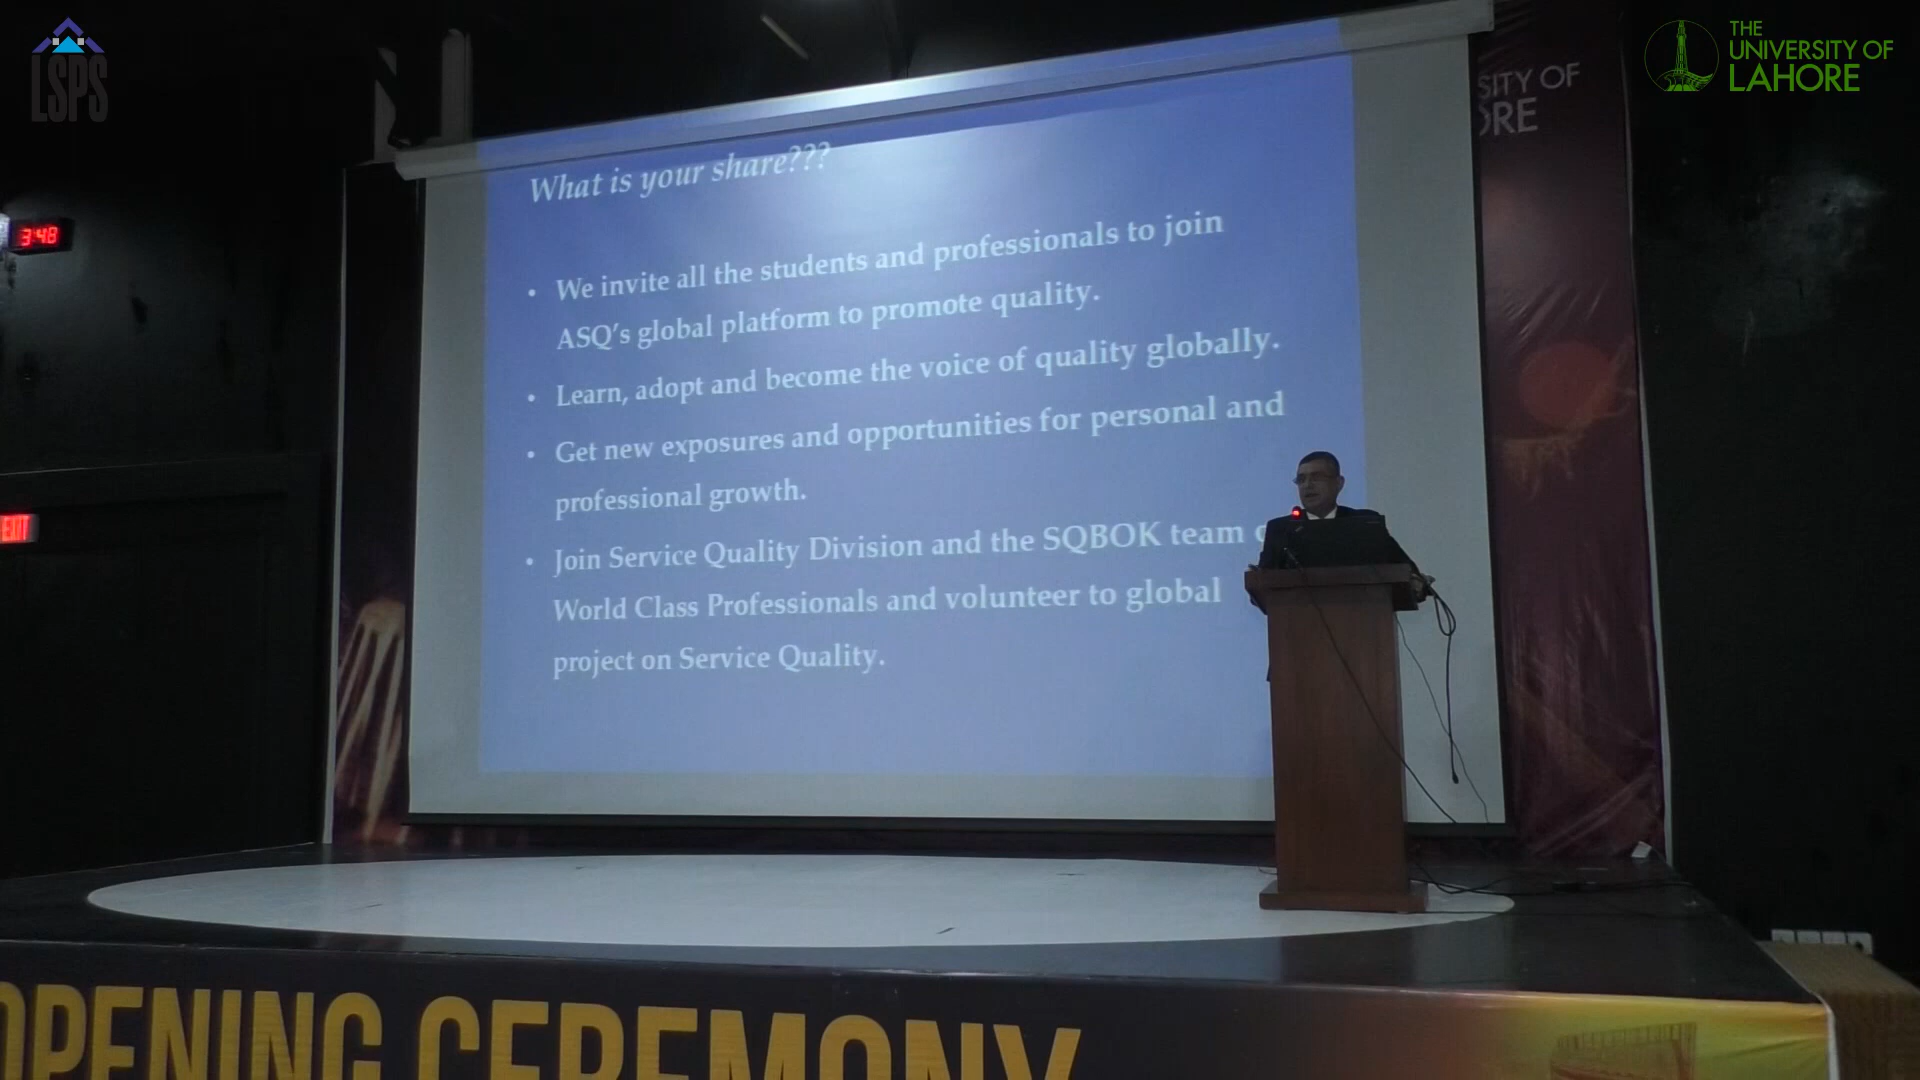 LSPS
THE
UNIVERSITY OF
LAHORE
SITY OF
ORE
3:48
EXIT
What is your share???
• We invite all the students and professionals to join
ASQ's global platform to promote quality.
• Learn, adopt and become the voice of quality globally.
• Get new exposures and opportunities for personal and
professional growth.
• Join Service Quality Division and the SQBOK team
World Class Professionals and volunteer to global
project on Service Quality.
OPENING CEREMONY